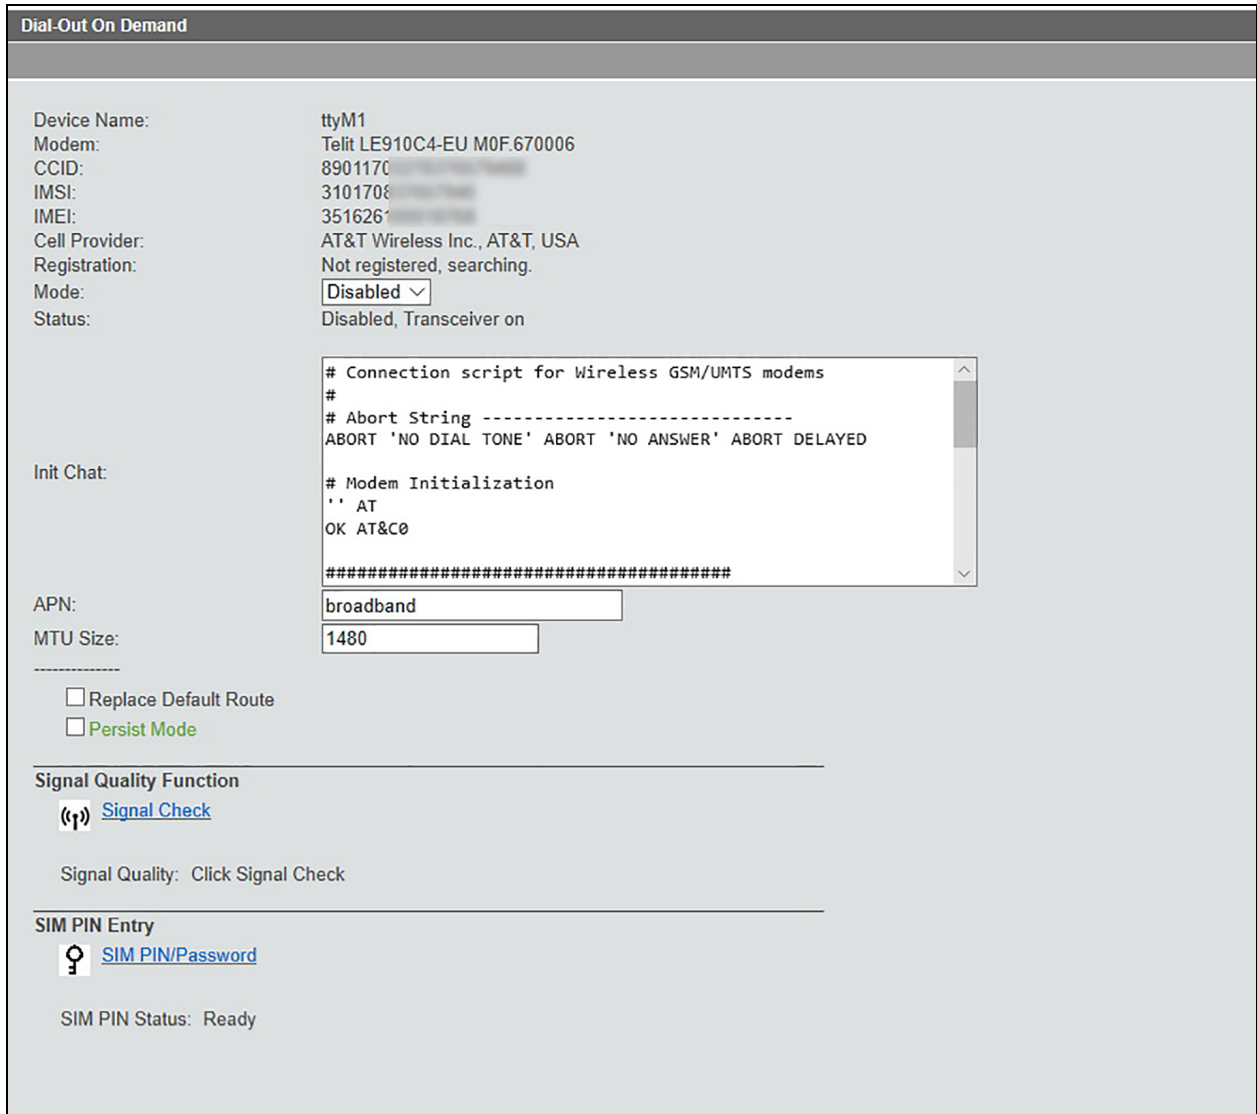 Dial-Out On Demand
Device Name: ttyM1
Modem: Telit LE910C4-EU M0F.670006
CCID: 8901170
IMSI: 3101708
IMEI: 3516261
Cell Provider: AT&T Wireless Inc., AT&T, USA
Registration: Not registered, searching.
Mode: Disabled
Status: Disabled, Transceiver on
# Connection script for Wireless GSM/UMTS modems
#
# Abort String ------------------------------
ABORT 'NO DIAL TONE' ABORT 'NO ANSWER' ABORT DELAYED
Init Chat:
# Modem Initialization
'' AT
OK AT&C0
#######################################
APN: broadband
MTU Size: 1480
--------------
Replace Default Route
Persist Mode
Signal Quality Function
Signal Check
Signal Quality: Click Signal Check
SIM PIN Entry
SIM PIN/Password
SIM PIN Status: Ready